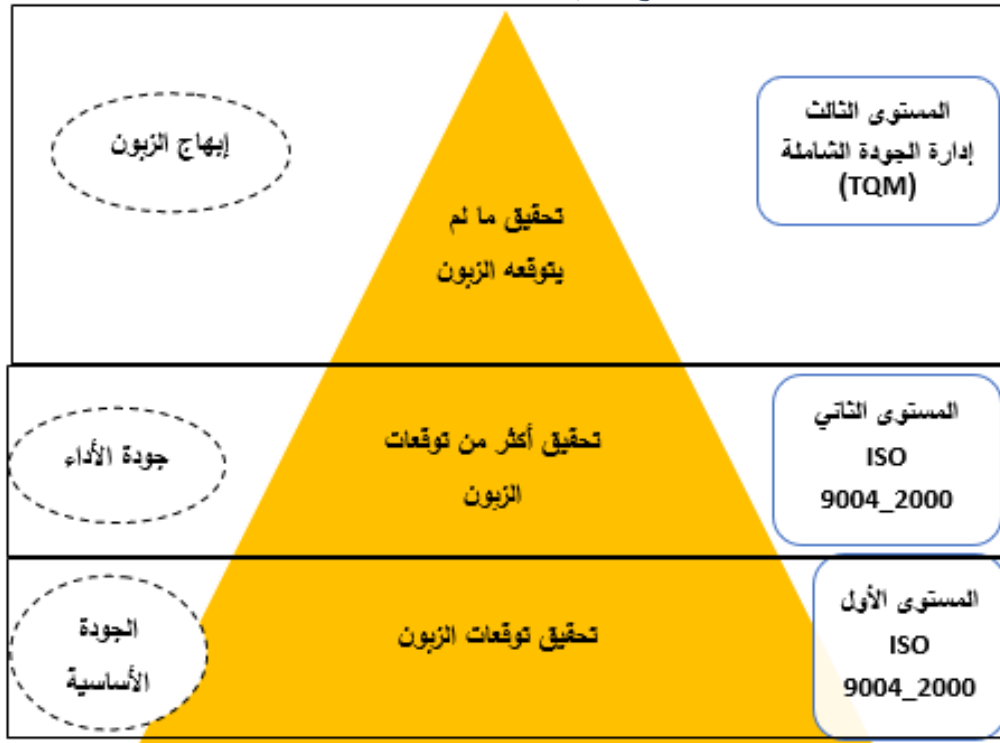 المستوى الثالث
إدارة الجودة الشاملة
(TQM)
تحقيق ما لم
يتوقعه الزبون
إبهاج الزبون
المستوى الثاني
ISO
9004_2000
تحقيق أكثر من توقعات
الزبون
جودة الأداء
المستوى الأول
ISO
9004_2000
تحقيق توقعات الزبون
الجودة
الأساسية